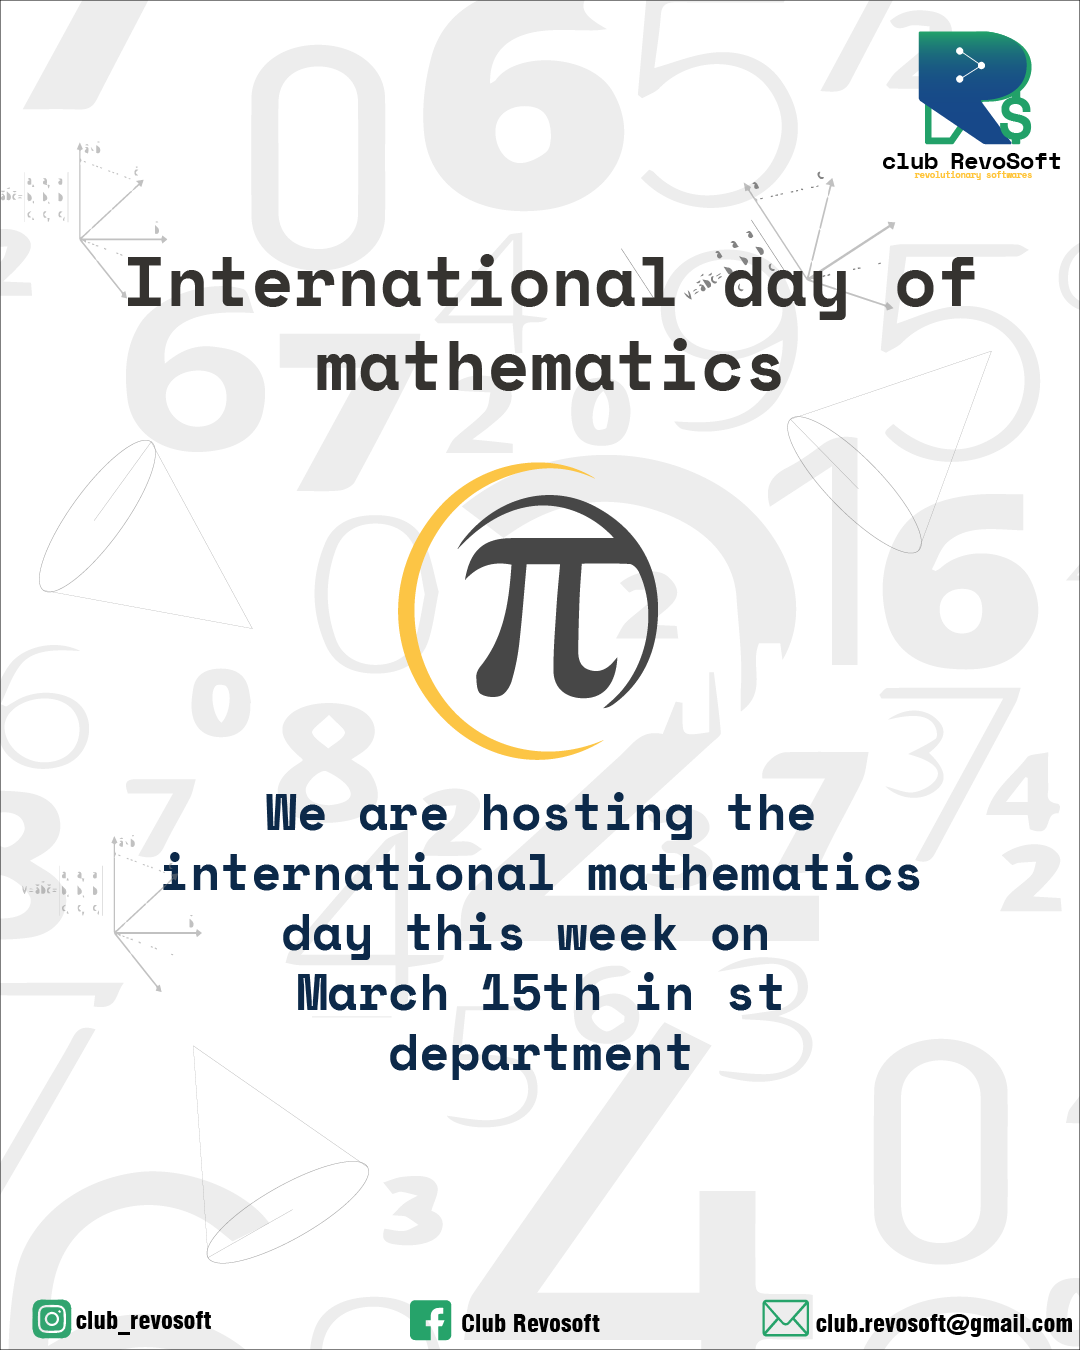 club RevoSoft
revolutionary softwares
International day of
mathematics
π
We are hosting the
international mathematics
day this week on
March 15th in st
department
club_revosoft
Club Revosoft
club.revosoft@gmail.com